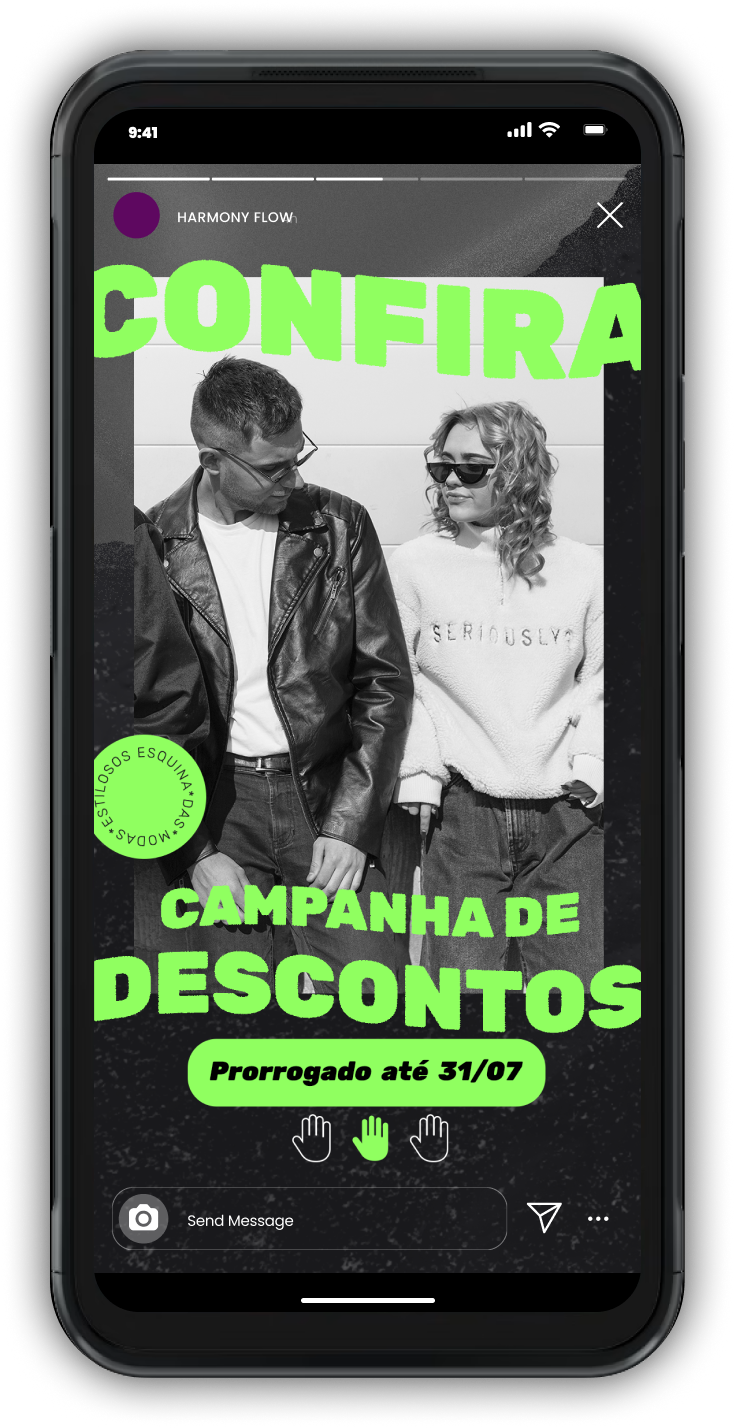 9:41
HARMONY FLOW
CONFIRA
SERIOUSLY?
ESTILOSOS ESQUINA*DAS MODAS*
CAMPANHA DE
DESCONTOS
Prorrogado até 31/07
Send Message